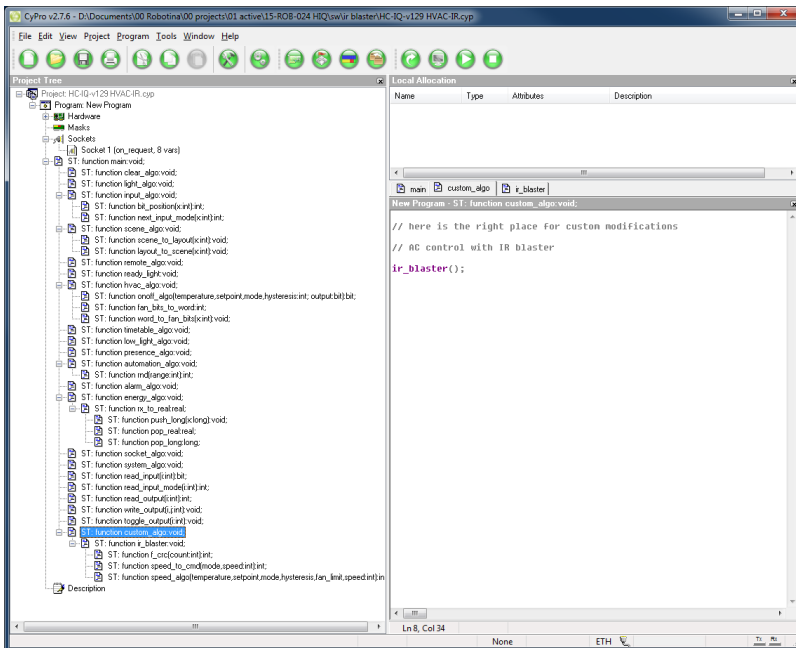 CyPro v2.7.6 - D:\Documents\00 Robotina\00 projects\01 active\15-ROB-024 HIQ\sw\ir blaster\HC-IQ-v129 HVAC-IR.cyp
File Edit View Project Program Tools Window Help
Project Tree
Project: HC-IQ-v129 HVAC-IR.cyp
Program: New Program
Hardware
Masks
Sockets
Socket 1 (on_request, 8 vars)
ST: function main:void;
ST: function clear_algo:void;
ST: function light_algo:void;
ST: function input_algo:void;
ST: function bit_position(x:int):int;
ST: function next_input_mode(x:int):int;
ST: function scene_algo:void;
ST: function scene_to_layout(x:int):void;
ST: function layout_to_scene(x:int):void;
ST: function remote_algo:void;
ST: function ready_light:void;
ST: function hvac_algo:void;
ST: function onoff_algo(temperature,setpoint,mode,hysteresis:int; output:bit):bit;
ST: function fan_bits_to_word:int;
ST: function word_to_fan_bits(x:int):void;
ST: function timetable_algo:void;
ST: function low_light_algo:void;
ST: function presence_algo:void;
ST: function automation_algo:void;
ST: function rnd(range:int):int;
ST: function alarm_algo:void;
ST: function energy_algo:void;
ST: function rx_to_real:real;
ST: function push_long(x:long):void;
ST: function pop_real:real;
ST: function pop_long:long;
ST: function socket_algo:void;
ST: function system_algo:void;
ST: function read_input(i:int):bit;
ST: function read_input_mode(i:int):int;
ST: function read_output(i:int):int;
ST: function write_output(i,j:int):void;
ST: function toggle_output(i:int):void;
ST: function custom_algo:void;
ST: function ir_blaster:void;
ST: function f_crc(count:int):int;
ST: function speed_to_cmd(mode,speed:int):int;
ST: function speed_algo(temperature,setpoint,mode,hysteresis,fan_limit,speed:int):in
Description
Local Allocation
Name Type Attributes Description
main custom_algo ir_blaster
New Program - ST: function custom_algo:void;
// here is the right place for custom modifications
// AC control with IR blaster
ir_blaster();
Ln 8, Col 34
None ETH Tx Rx